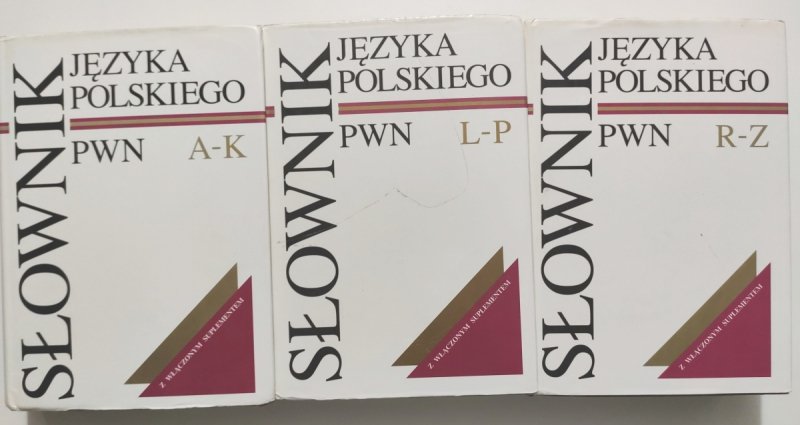 SŁOWNIK
JĘZYKA
POLSKIEGO
PWN A-K
Z WŁĄCZONYM SUPLEMENTEM
SŁOWNIK
JĘZYKA
POLSKIEGO
PWN L-P
Z WŁĄCZONYM SUPLEMENTEM
SŁOWNIK
JĘZYKA
POLSKIEGO
PWN R-Z
Z WŁĄCZONYM SUPLEMENTEM